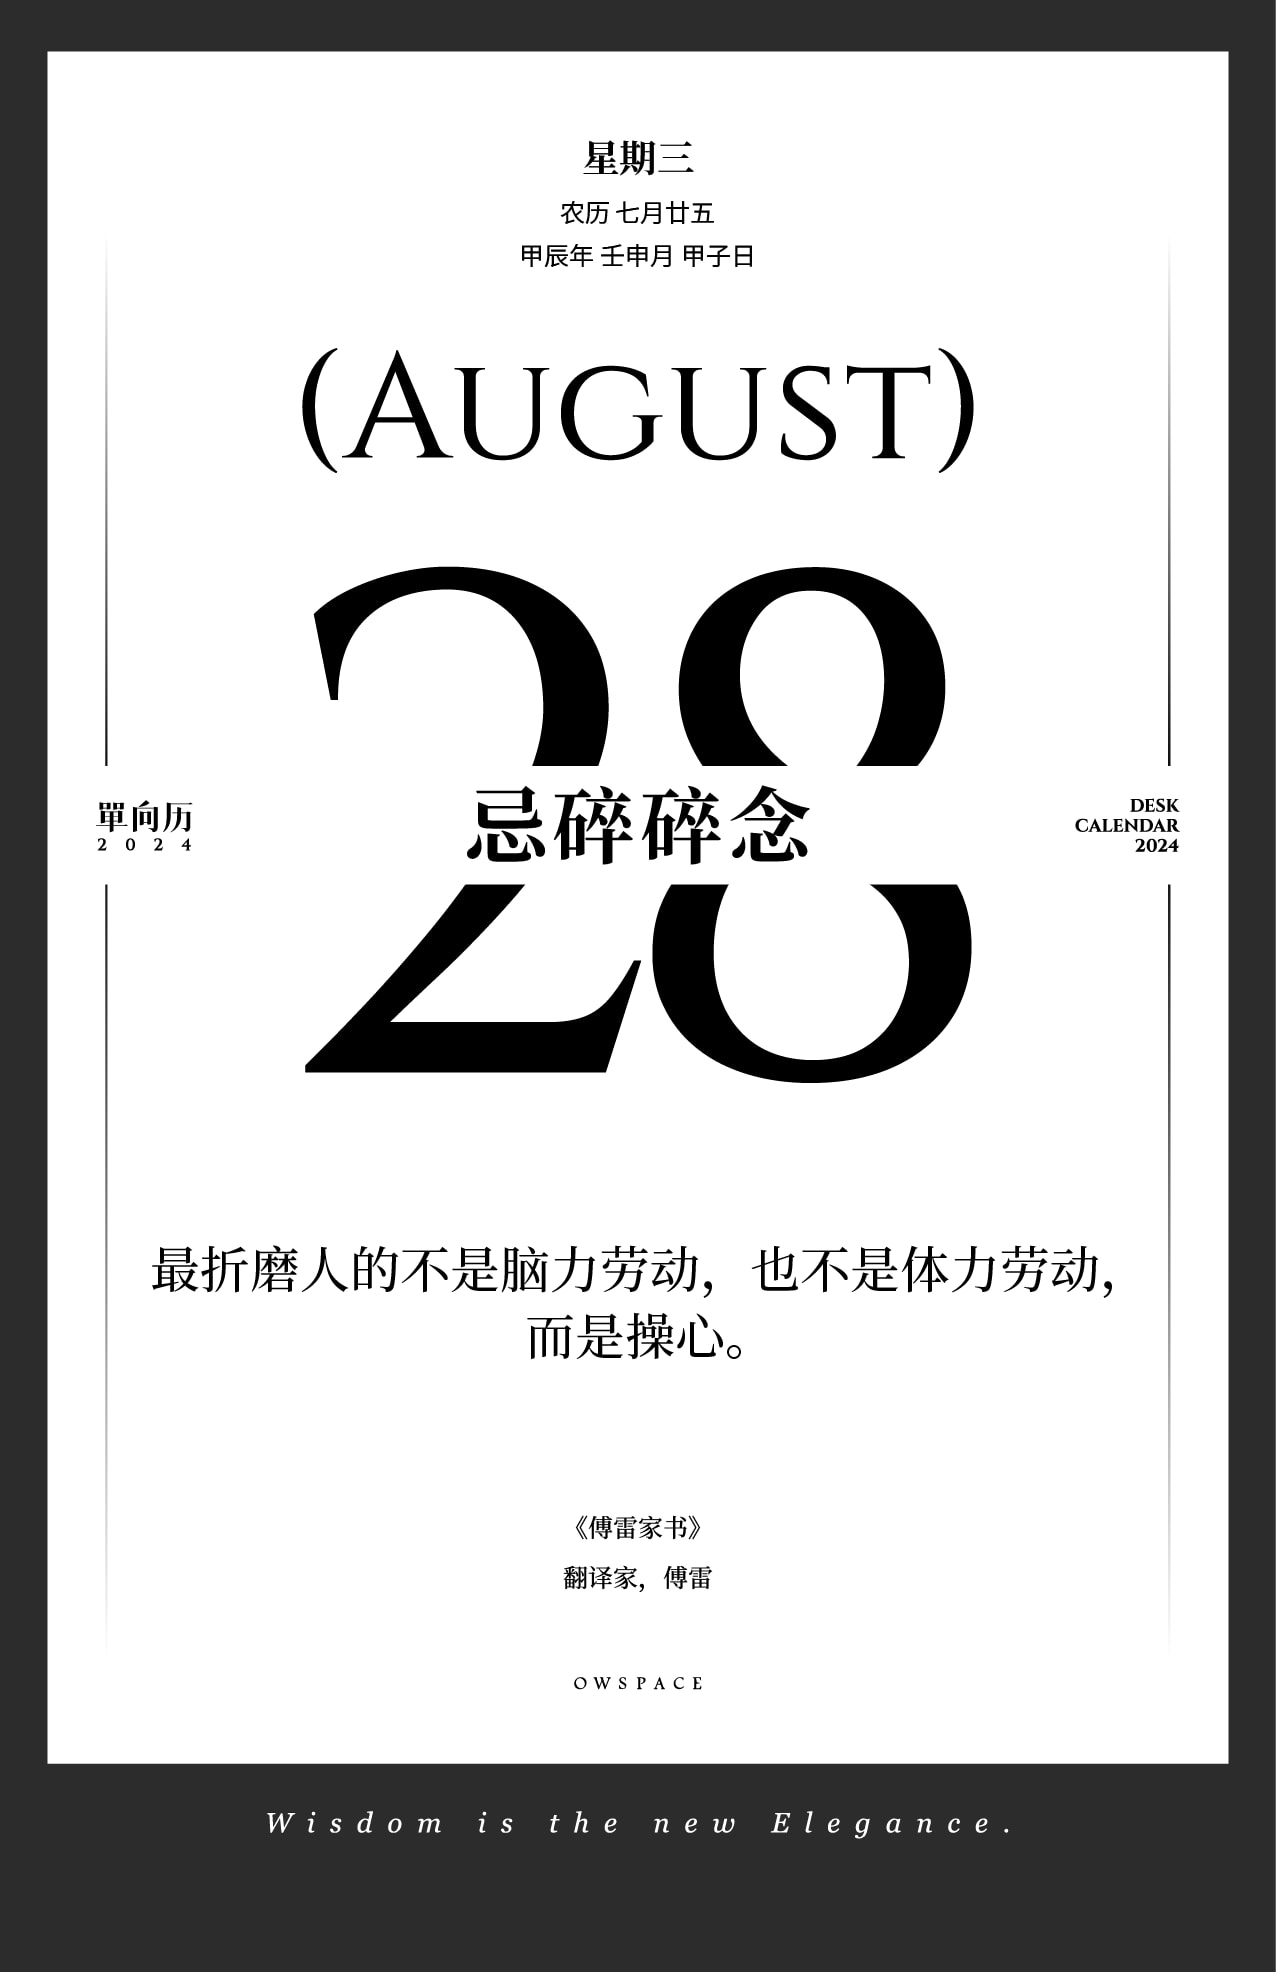 星期三
农历 七月廿五
甲辰年 壬申月 甲子日
(AUGUST)
28
忌碎碎念
單向历
2024
DESK
CALENDAR
2024
最折磨人的不是脑力劳动，也不是体力劳动，
而是操心。
《傅雷家书》
翻译家，傅雷
OWSPACE
Wisdom is the new Elegance.